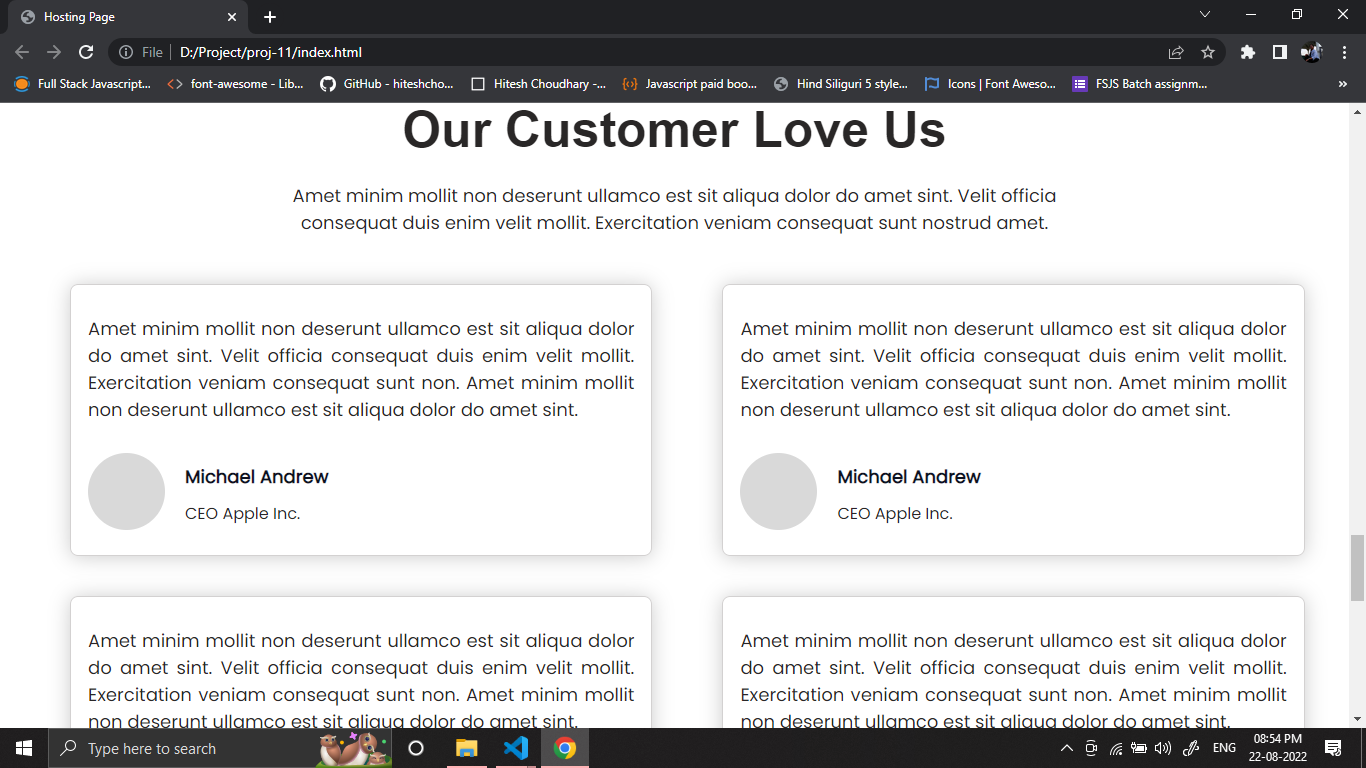 Hosting Page
File
D:/Project/proj-11/index.html
Full Stack Javascript...
font-awesome - Lib...
GitHub - hiteshcho...
Hitesh Choudhary -...
Javascript paid boo...
Hind Siliguri 5 style...
Icons | Font Aweso...
FSJS Batch assignm...
»
Our Customer Love Us
Amet minim mollit non deserunt ullamco est sit aliqua dolor do amet sint. Velit officia
consequat duis enim velit mollit. Exercitation veniam consequat sunt nostrud amet.
Amet minim mollit non deserunt ullamco est sit aliqua dolor
do amet sint. Velit officia consequat duis enim velit mollit.
Exercitation veniam consequat sunt non. Amet minim mollit
non deserunt ullamco est sit aliqua dolor do amet sint.
Michael Andrew
CEO Apple Inc.
Amet minim mollit non deserunt ullamco est sit aliqua dolor
do amet sint. Velit officia consequat duis enim velit mollit.
Exercitation veniam consequat sunt non. Amet minim mollit
non deserunt ullamco est sit aliqua dolor do amet sint.
Michael Andrew
CEO Apple Inc.
Amet minim mollit non deserunt ullamco est sit aliqua dolor
do amet sint. Velit officia consequat duis enim velit mollit.
Exercitation veniam consequat sunt non. Amet minim mollit
non deserunt ullamco est sit aliqua dolor do amet sint.
Amet minim mollit non deserunt ullamco est sit aliqua dolor
do amet sint. Velit officia consequat duis enim velit mollit.
Exercitation veniam consequat sunt non. Amet minim mollit
non deserunt ullamco est sit aliqua dolor do amet sint.
Type here to search
ENG
08:54 PM
22-08-2022